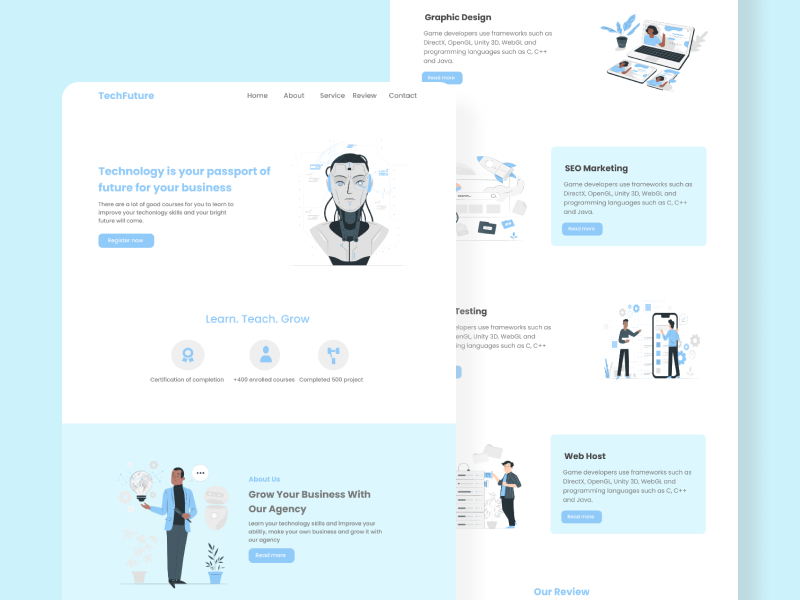 TechFuture
Home About Service Review Contact
Technology is your passport of
future for your business
There are a lot of good courses for you to learn to
improve your techonlogy skills and your bright
future will come.
Register now
Learn. Teach. Grow
Certification of completion
+400 enrolled courses
Completed 500 project
About Us
Grow Your Business With
Our Agency
Learn your technology skills and improve your
ability, make your own business and grow it with
our agency
Read more
Graphic Design
Game developers use frameworks such as
DirectX, OpenGL, Unity 3D, WebGL and
programming languages such as C, C++
and Java.
Read more
SEO Marketing
Game developers use frameworks such as
DirectX, OpenGL, Unity 3D, WebGL and
programming languages such as C, C++
and Java.
Read more
Testing
use frameworks such as
Unity 3D, WebGL and
languages such as C, C++
Web Host
Game developers use frameworks such as
DirectX, OpenGL, Unity 3D, WebGL and
programming languages such as C, C++
and Java.
Read more
Our Review